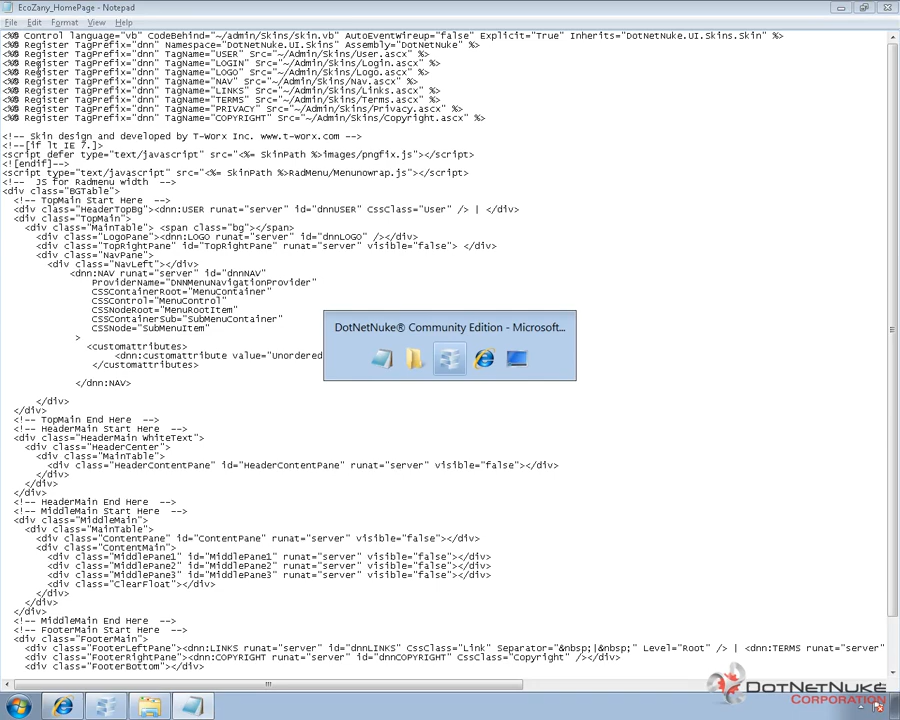 EcoZany_HomePage - Notepad
File Edit Format View Help
<%@ Control language="vb" CodeBehind="~/admin/Skins/skin.vb" AutoEventWireup="false" Explicit="True" Inherits="DotNetNuke.UI.Skins.Skin" %>
<%@ Register TagPrefix="dnn" Namespace="DotNetNuke.UI.Skins" Assembly="DotNetNuke" %>
<%@ Register TagPrefix="dnn" TagName="USER" Src="~/Admin/Skins/User.ascx" %>
<%@ Register TagPrefix="dnn" TagName="LOGIN" Src="~/Admin/Skins/Login.ascx" %>
<%@ Register TagPrefix="dnn" TagName="LOGO" Src="~/Admin/Skins/Logo.ascx" %>
<%@ Register TagPrefix="dnn" TagName="NAV" Src="~/Admin/Skins/Nav.ascx" %>
<%@ Register TagPrefix="dnn" TagName="LINKS" Src="~/Admin/Skins/Links.ascx" %>
<%@ Register TagPrefix="dnn" TagName="TERMS" Src="~/Admin/Skins/Terms.ascx" %>
<%@ Register TagPrefix="dnn" TagName="PRIVACY" Src="~/Admin/Skins/Privacy.ascx" %>
<%@ Register TagPrefix="dnn" TagName="COPYRIGHT" Src="~/Admin/Skins/Copyright.ascx" %>
<!-- Skin design and developed by T-Worx Inc. www.t-worx.com -->
<!--[if lt IE 7.]>
<script defer type="text/javascript" src="<%= SkinPath %>images/pngfix.js"></script>
<![endif]-->
<script type="text/javascript" src="<%= SkinPath %>RadMenu/Menunowrap.js"></script>
<!-- JS for Radmenu width -->
<div class="BGTable">
<!-- TopMain Start Here -->
<div class="HeaderTopBg"><dnn:USER runat="server" id="dnnUSER" CssClass="User" /> | </div>
<div class="TopMain">
<div class="MainTable"> <span class="bg"></span>
<div class="LogoPane"><dnn:LOGO runat="server" id="dnnLOGO" /></div>
<div class="TopRightPane" id="TopRightPane" runat="server" visible="false"> </div>
<div class="NavPane">
<div class="NavLeft"></div>
<dnn:NAV runat="server" id="dnnNAV"
ProviderName="DNNMenuNavigationProvider"
CSSContainerRoot="MenuContainer"
CSSControl="MenuControl"
CSSNodeRoot="MenuRootItem"
CSSContainerSub="SubMenuContainer"
CSSNode="SubMenuItem"
>
<customattributes>
<dnn:customattribute value="Unordered
</customattributes>
</dnn:NAV>
</div>
</div>
<!-- TopMain End Here -->
<!-- HeaderMain Start Here -->
<div class="HeaderMain WhiteText">
<div class="HeaderCenter">
<div class="MainTable">
<div class="HeaderContentPane" id="HeaderContentPane" runat="server" visible="false"></div>
</div>
</div>
</div>
<!-- HeaderMain End Here -->
<!-- MiddleMain Start Here -->
<div class="MiddleMain">
<div class="MainTable">
<div class="ContentPane" id="ContentPane" runat="server" visible="false"></div>
<div class="ContentMain">
<div class="MiddlePane1" id="MiddlePane1" runat="server" visible="false"></div>
<div class="MiddlePane2" id="MiddlePane2" runat="server" visible="false"></div>
<div class="MiddlePane3" id="MiddlePane3" runat="server" visible="false"></div>
<div class="ClearFloat"></div>
</div>
</div>
</div>
<!-- MiddleMain End Here -->
<!-- FooterMain Start Here -->
<div class="FooterMain">
<div class="FooterLeftPane"><dnn:LINKS runat="server" id="dnnLINKS" CssClass="Link" Separator="&nbsp;|&nbsp;" Level="Root" /> | <dnn:TERMS runat="server"
<div class="FooterRightPane"><dnn:COPYRIGHT runat="server" id="dnnCOPYRIGHT" CssClass="Copyright" /></div>
<div class="FooterBottom"></div>
DotNetNuke® Community Edition - Microsoft...
DOTNETNUKE
CORPORATION